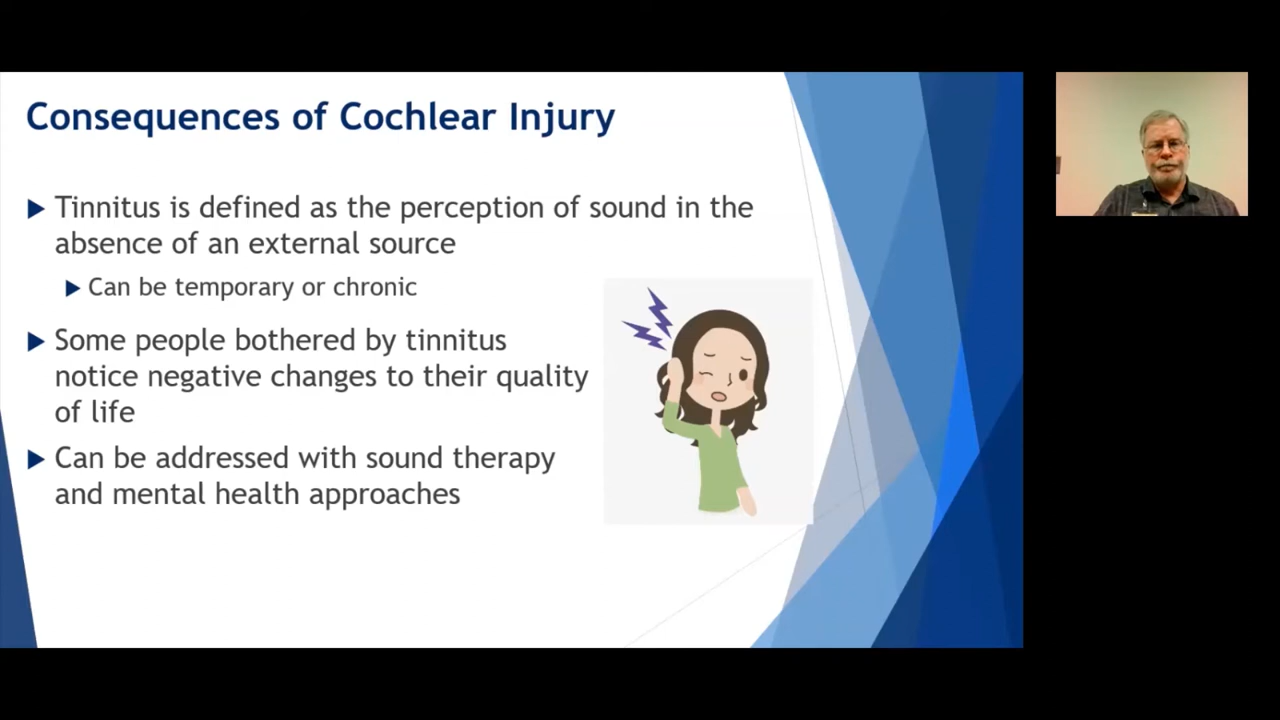 Consequences of Cochlear Injury
Tinnitus is defined as the perception of sound in the
absence of an external source
Can be temporary or chronic
Some people bothered by tinnitus
notice negative changes to their quality
of life
Can be addressed with sound therapy
and mental health approaches